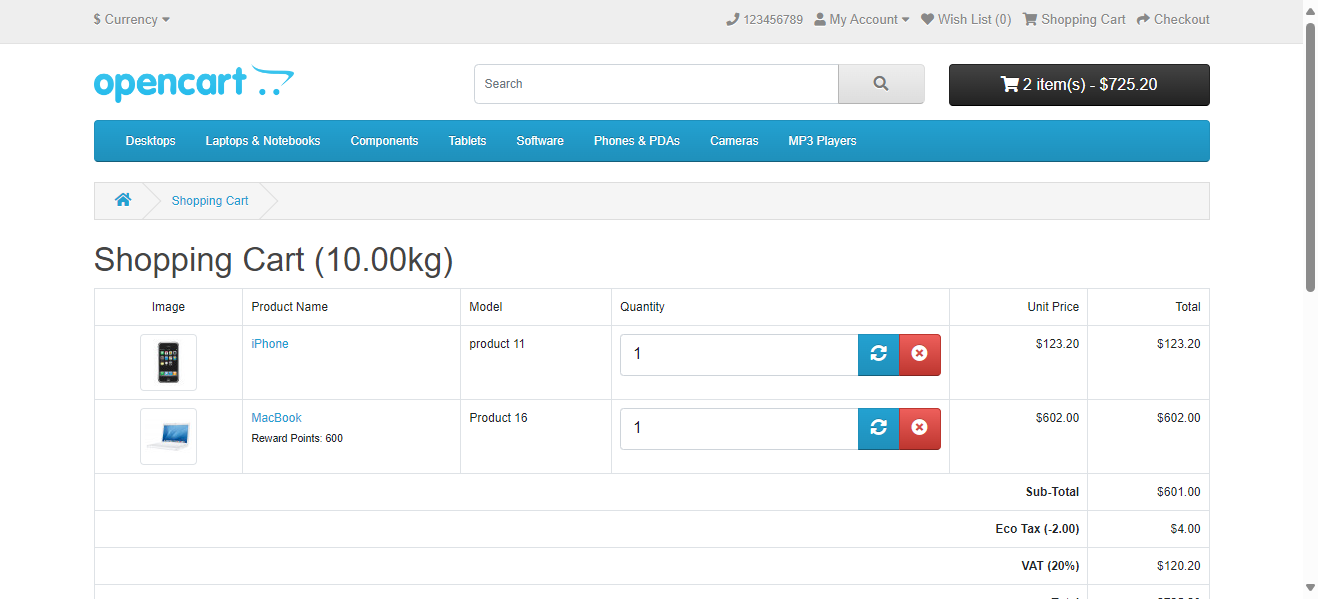 $ Currency
123456789 My Account Wish List (0) Shopping Cart Checkout
opencart
Search
2 item(s) - $725.20
Desktops Laptops & Notebooks Components Tablets Software Phones & PDAs Cameras MP3 Players
Shopping Cart
Shopping Cart (10.00kg)
Image Product Name Model Quantity Unit Price Total
iPhone product 11 1 $123.20 $123.20
MacBook Product 16 1 $602.00 $602.00
Reward Points: 600
Sub-Total $601.00
Eco Tax (-2.00) $4.00
VAT (20%) $120.20